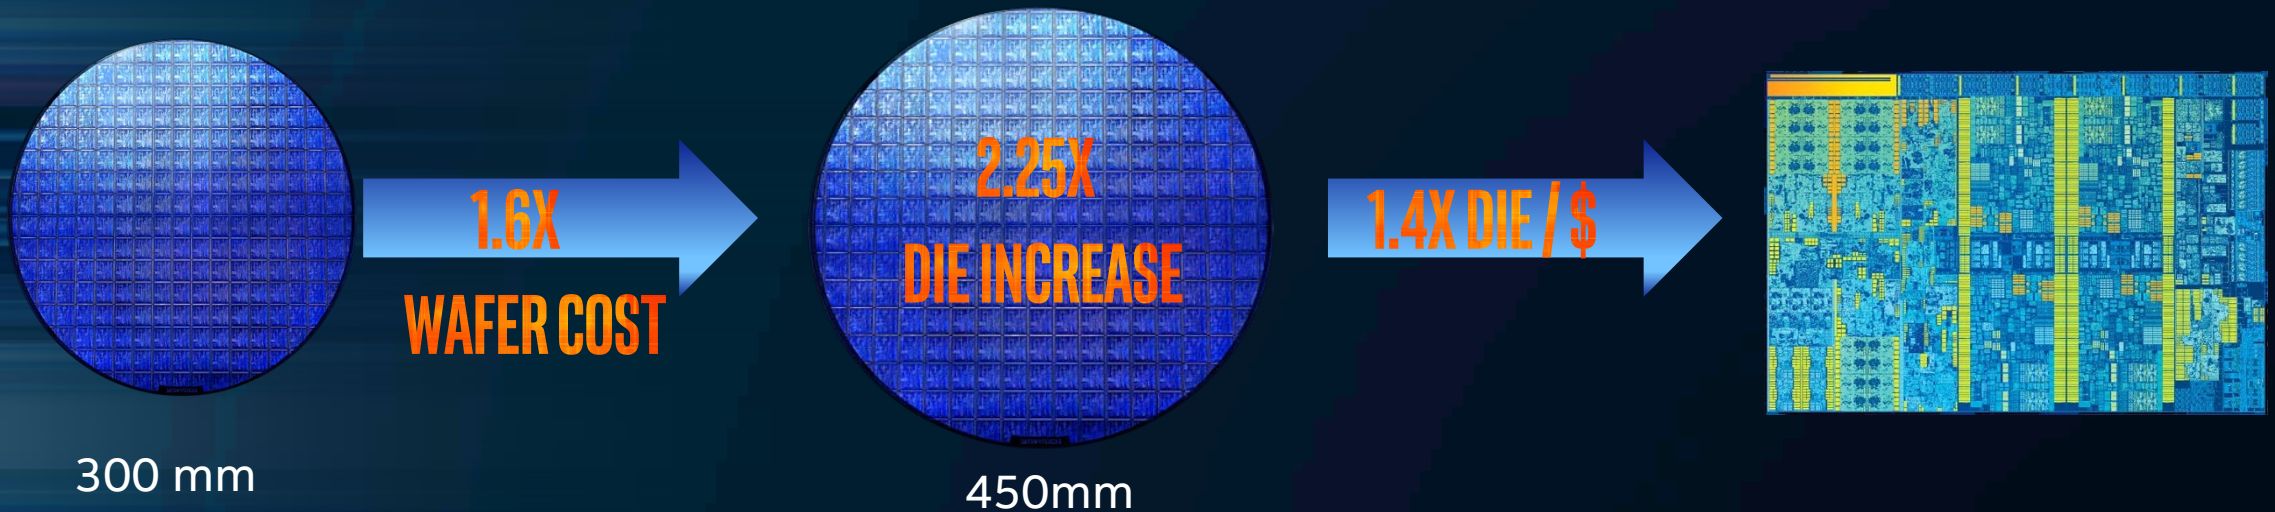 300 mm
1.6X
WAFER COST
2.25X
DIE INCREASE
450mm
1.4X DIE / $